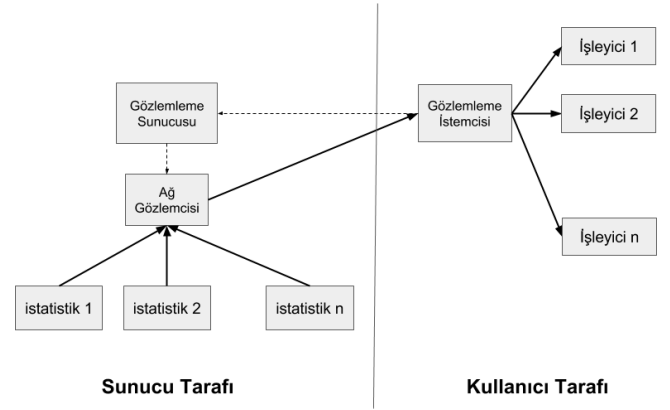 İşleyici 1
Gözlemleme
Sunucusu
Gözlemleme
İstemcisi
İşleyici 2
Ağ
Gözlemcisi
İşleyici n
istatistik 1
istatistik 2
istatistik n
Sunucu Tarafı
Kullanıcı Tarafı